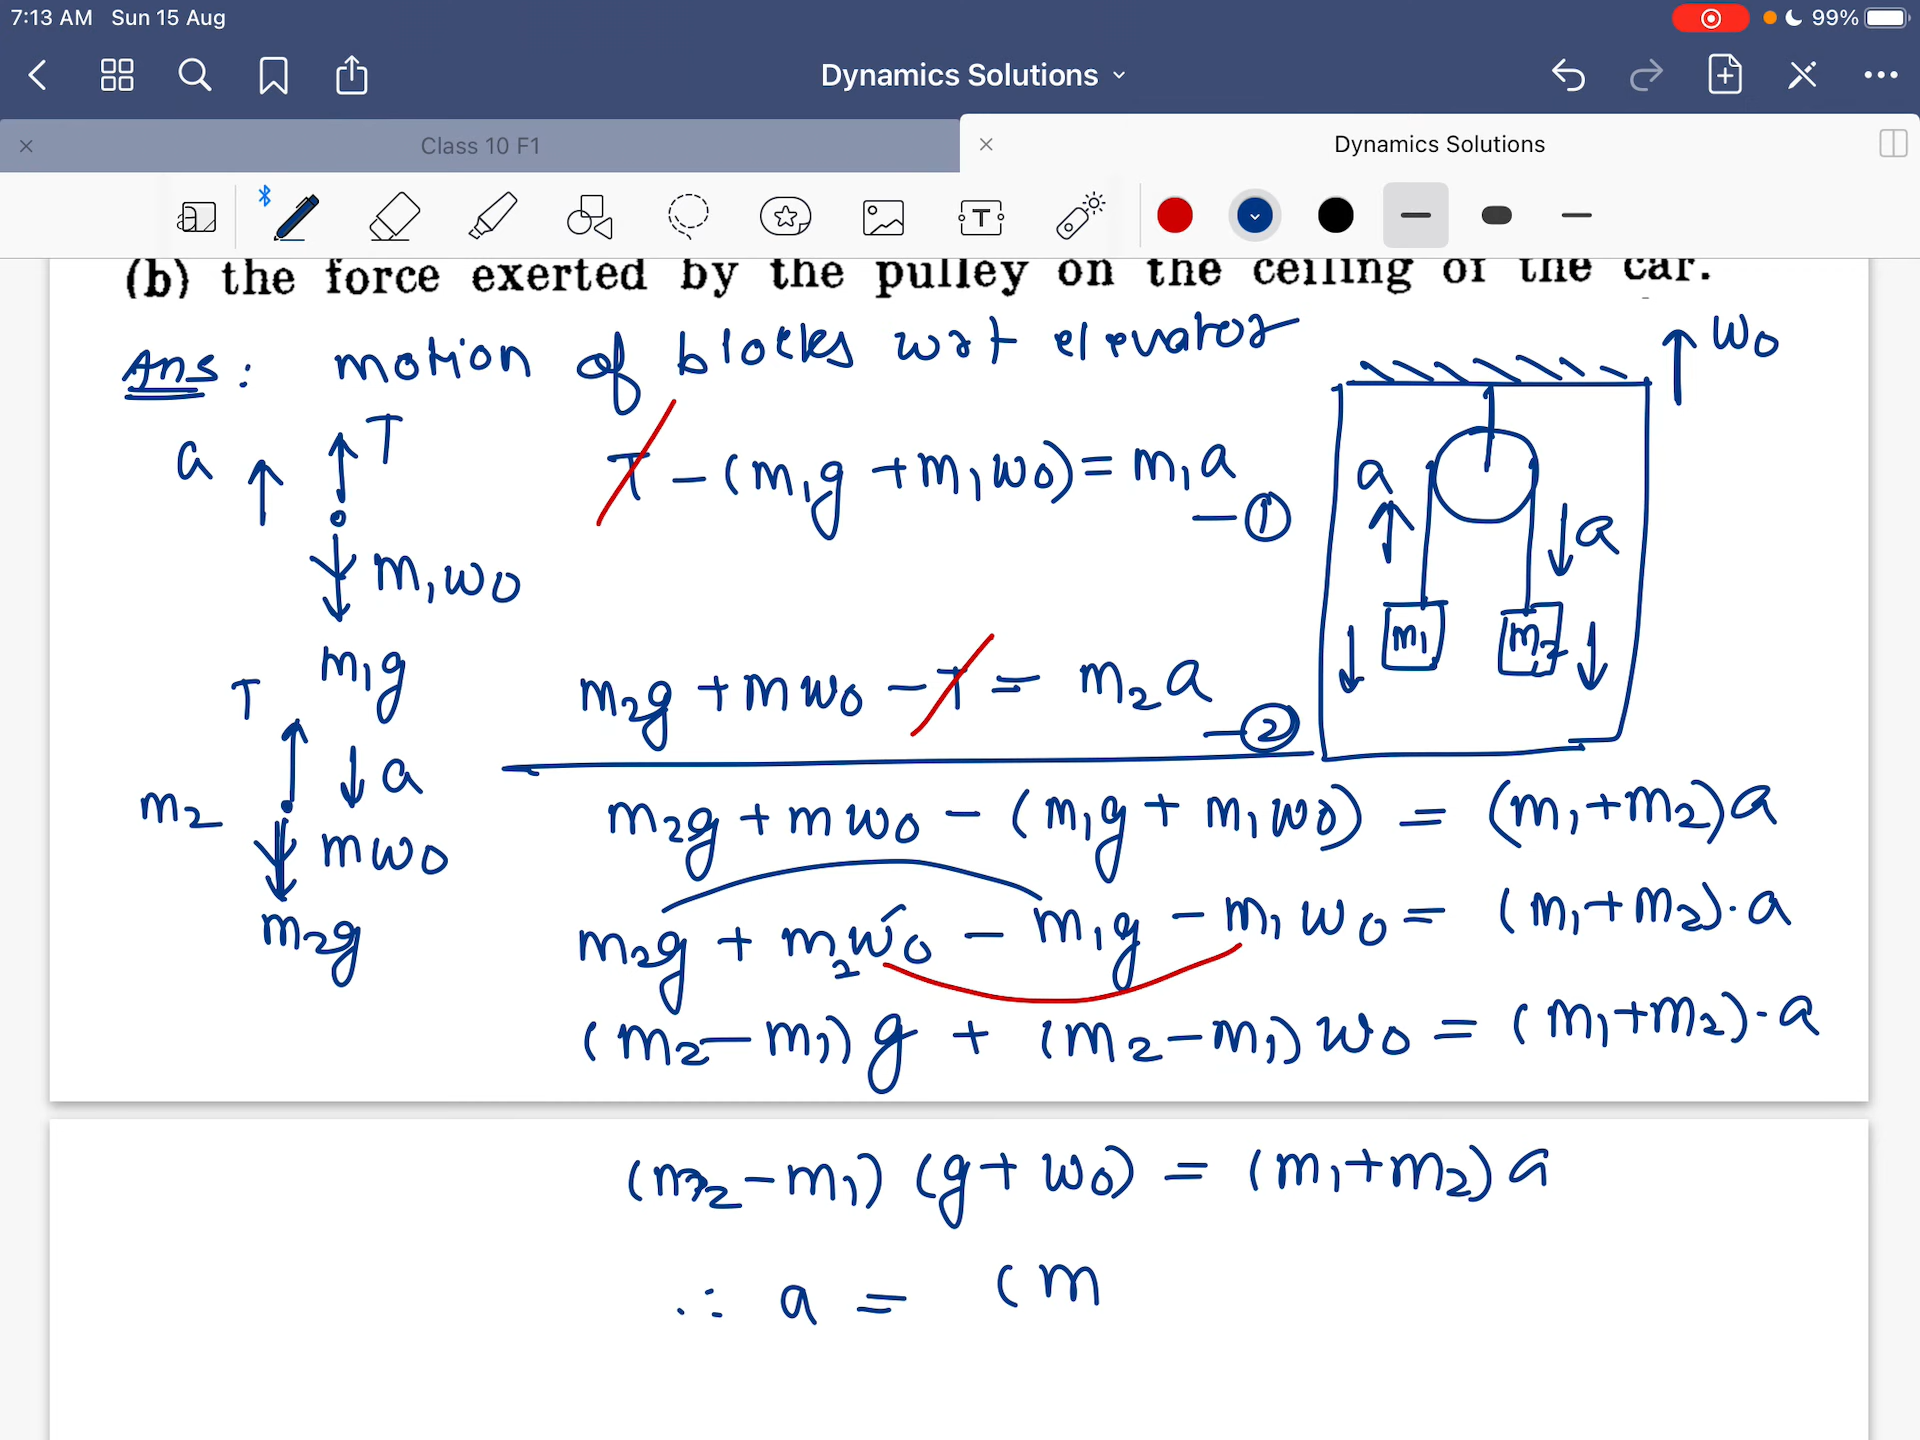 7:13 AM Sun 15 Aug
99%
Dynamics Solutions
Class 10 F1
Dynamics Solutions
(b) the force exerted by the pulley on the ceiling of the car.
Ans: motion of blocks wrt elevator
w₀
a
T
T − (m₁g + m₁w₀) = m₁a
− ①
m₁w₀
m₁g
a
a
m₁
m₂
T
m₂g + mw₀ − T = m₂a
− ②
a
m₂
mw₀
m₂g
m₂g + mw₀ − (m₁g + m₁w₀) = (m₁+m₂)a
m₂g + m₂w₀ − m₁g − m₁w₀ = (m₁+m₂)·a
(m₂−m₁)g + (m₂−m₁)w₀ = (m₁+m₂)·a
(m₂−m₁)(g+w₀) = (m₁+m₂)a
∴ a = (m